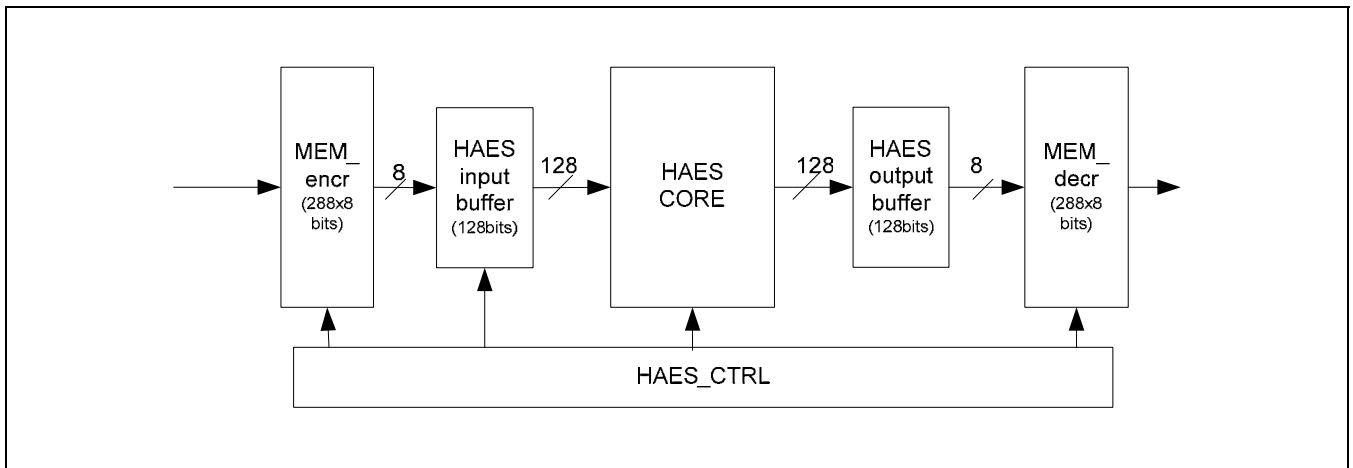 MEM_
encr
(288x8
bits)
8
HAES
input
buffer
(128bits)
128
HAES
CORE
128
HAES
output
buffer
(128bits)
8
MEM_
decr
(288x8
bits)
HAES_CTRL